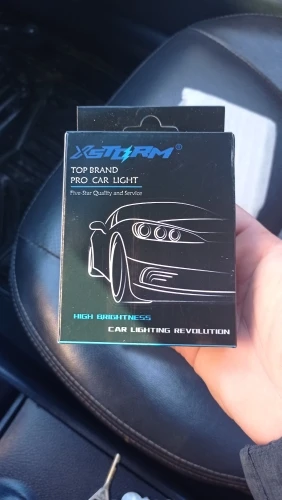 XSTORM®
TOP BRAND
PRO CAR LIGHT
Five-Star Quality and Service
HIGH BRIGHTNESS
CAR LIGHTING REVOLUTION